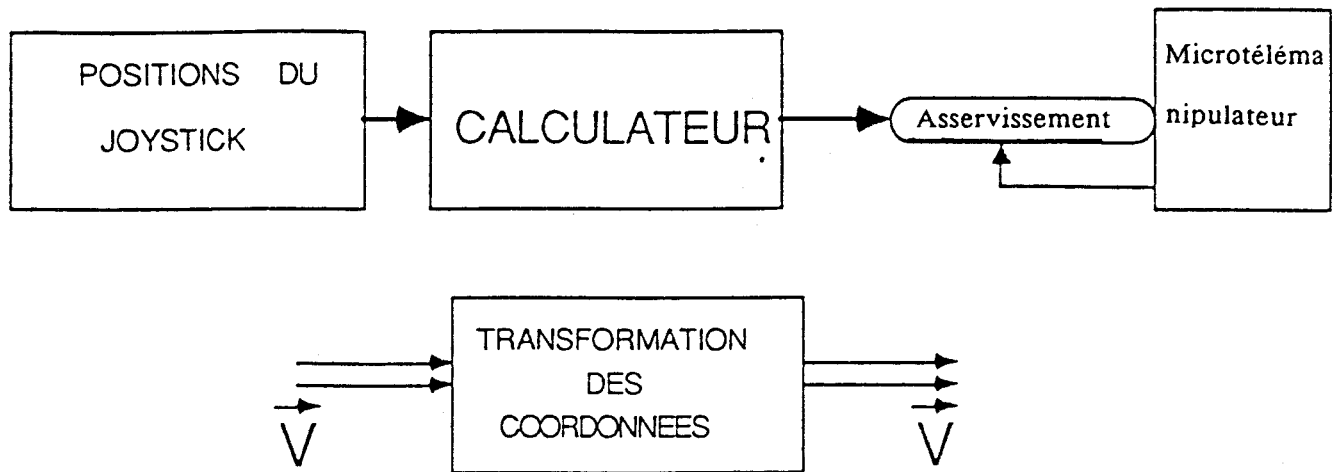 POSITIONS DU
JOYSTICK
CALCULATEUR
Asservissement
Microtéléma
nipulateur
TRANSFORMATION
DES
COORDONNEES
V
V